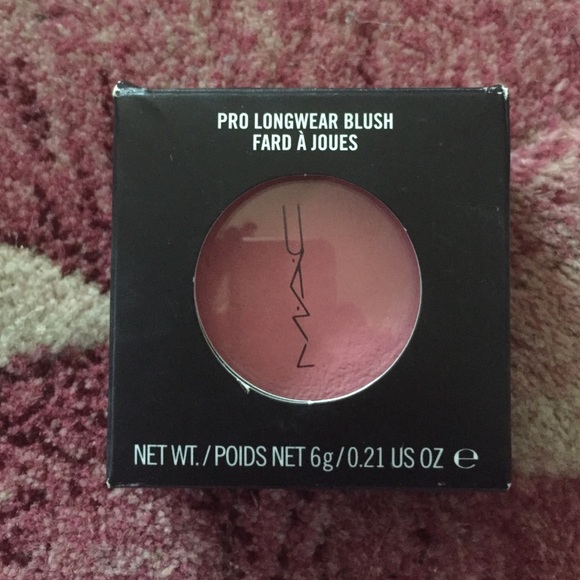 PRO LONGWEAR BLUSH
FARD À JOUES
M·A·C
NET WT./POIDS NET 6g/0.21 US OZ ℮